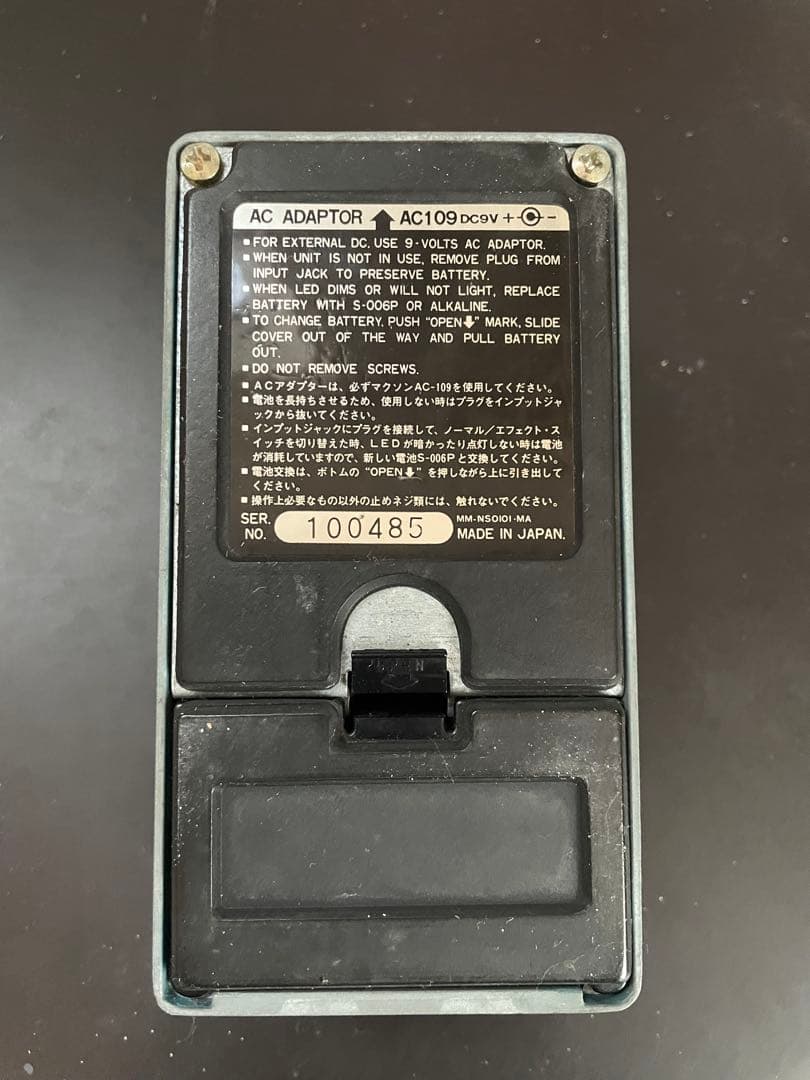 AC ADAPTOR AC109 DC9V + -
■ FOR EXTERNAL DC. USE 9-VOLTS AC ADAPTOR.
■ WHEN UNIT IS NOT IN USE, REMOVE PLUG FROM
INPUT JACK TO PRESERVE BATTERY.
■ WHEN LED DIMS OR WILL NOT LIGHT, REPLACE
BATTERY WITH S-006P OR ALKALINE.
■ TO CHANGE BATTERY, PUSH "OPEN⬇" MARK, SLIDE
COVER OUT OF THE WAY AND PULL BATTERY
OUT.
■ DO NOT REMOVE SCREWS.
■ ACアダプターは、必ずマクソンAC-109を使用してください。
■ 電池を長持ちさせるため、使用しない時はプラグをインプットジャ
ックから抜いてください。
■ インプットジャックにプラグを接続して、ノーマル/エフェクト・ス
イッチを切り替えた時、LEDが暗かったり点灯しない時は電池
が消耗していますので、新しい電池S-006Pと交換してください。
■ 電池交換は、ボトムの"OPEN⬇"を押しながら上に引き出して
ください。
■ 操作上必要なもの以外の止めネジ類には、触れないでください。
SER. NO. 100485
MM-NS0101-MA
MADE IN JAPAN.